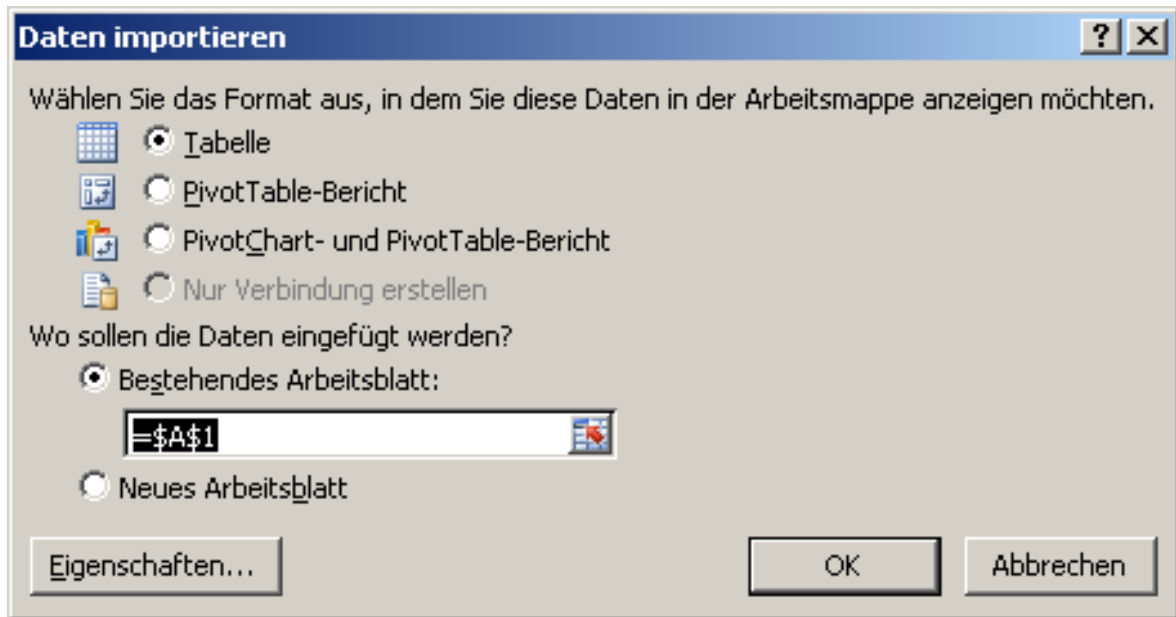 Daten importieren
Wählen Sie das Format aus, in dem Sie diese Daten in der Arbeitsmappe anzeigen möchten.
Tabelle
PivotTable-Bericht
PivotChart- und PivotTable-Bericht
Nur Verbindung erstellen
Wo sollen die Daten eingefügt werden?
Bestehendes Arbeitsblatt:
=$A$1
Neues Arbeitsblatt
Eigenschaften... OK Abbrechen